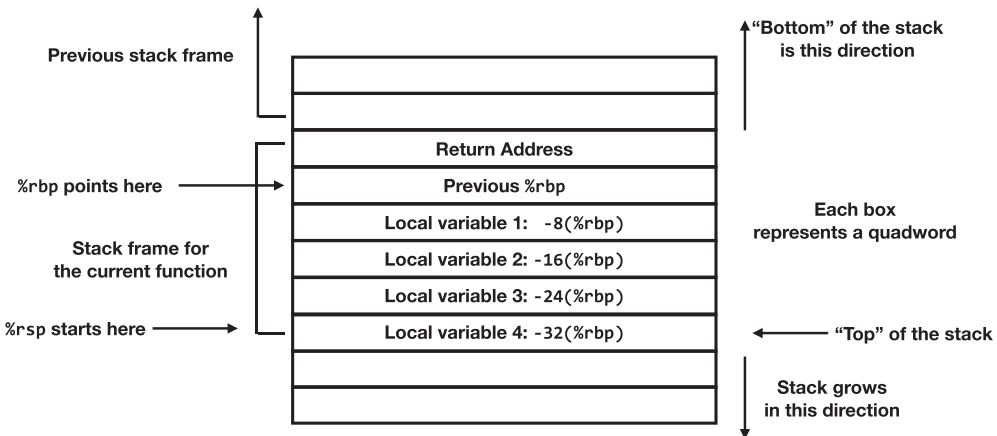 Previous stack frame
“Bottom” of the stack
is this direction
Return Address
%rbp points here
Previous %rbp
Local variable 1: -8(%rbp)
Each box
represents a quadword
Stack frame for
the current function
Local variable 2: -16(%rbp)
Local variable 3: -24(%rbp)
%rsp starts here
Local variable 4: -32(%rbp)
“Top” of the stack
Stack grows
in this direction